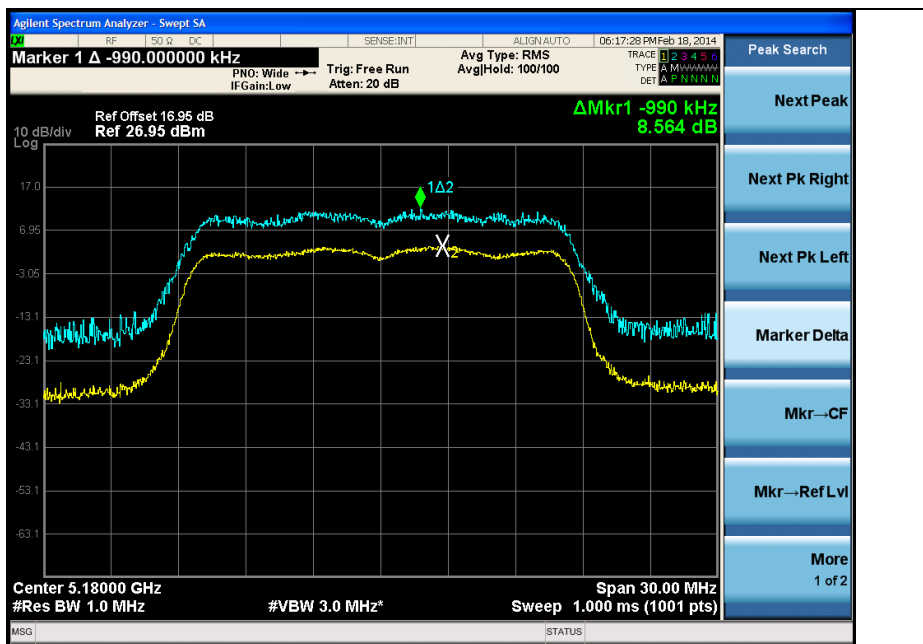 Agilent Spectrum Analyzer - Swept SA
LXI RF 50 Ω DC SENSE:INT ALIGN AUTO 06:17:28 PM Feb 18, 2014
Marker 1 Δ -990.000000 kHz
PNO: Wide
IFGain:Low
Trig: Free Run
Atten: 20 dB
Avg Type: RMS
Avg|Hold: 100/100
TRACE 1 2 3 4 5 6
TYPE A M W W W W
DET A P N N N N
Peak Search
Next Peak
Next Pk Right
Next Pk Left
Marker Delta
Mkr→CF
Mkr→Ref Lvl
More
1 of 2
ΔMkr1 -990 kHz
8.564 dB
Ref Offset 16.95 dB
10 dB/div Ref 26.95 dBm
Log
17.0
6.95
-3.05
-13.1
-23.1
-33.1
-43.1
-53.1
-63.1
1Δ2
X2
Center 5.18000 GHz Span 30.00 MHz
#Res BW 1.0 MHz #VBW 3.0 MHz* Sweep 1.000 ms (1001 pts)
MSG STATUS